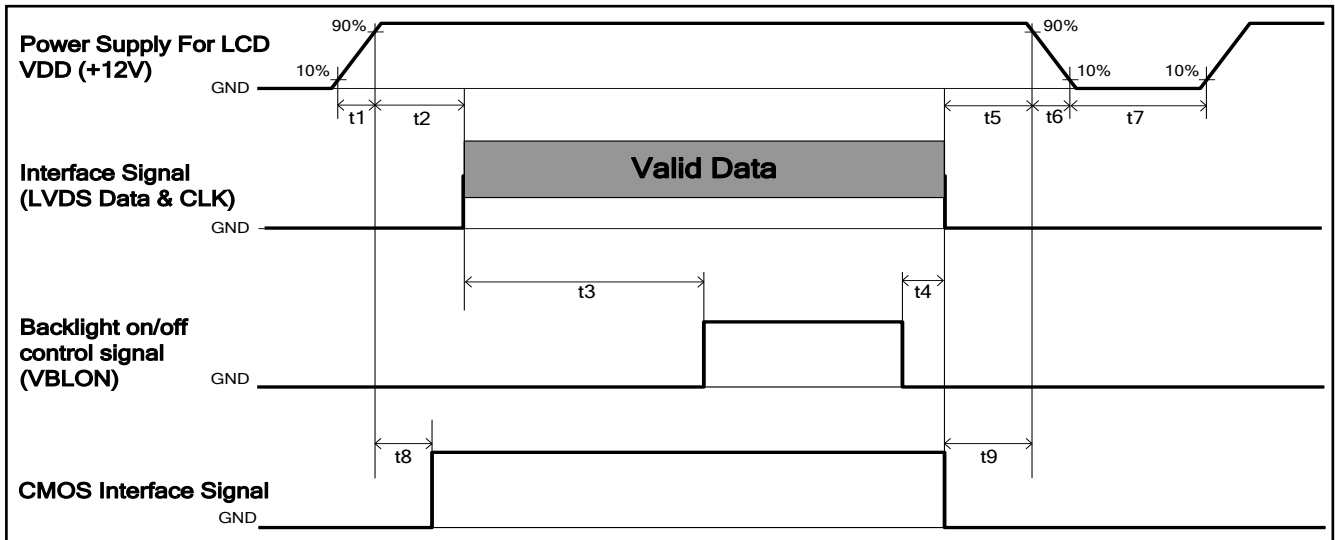 Power Supply For LCD
VDD (+12V)
90%
10%
GND
t1
t2
t5
90%
t6
10%
t7
10%
Interface Signal
(LVDS Data & CLK)
GND
Valid Data
t3
t4
Backlight on/off
control signal
(VBLON)
GND
t8
t9
CMOS Interface Signal
GND